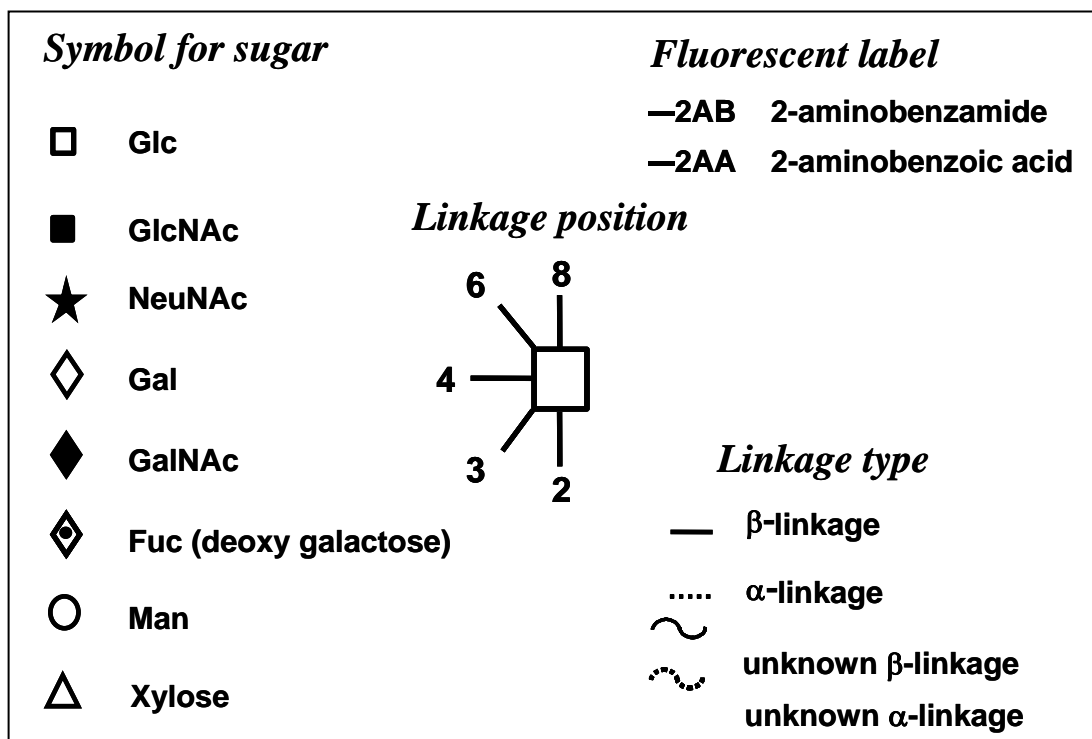 Symbol for sugar
Glc
GlcNAc
NeuNAc
Gal
GalNAc
Fuc (deoxy galactose)
Man
Xylose
Fluorescent label
—2AB 2-aminobenzamide
—2AA 2-aminobenzoic acid
Linkage position
8
6
4
3
2
Linkage type
β-linkage
α-linkage
unknown β-linkage
unknown α-linkage